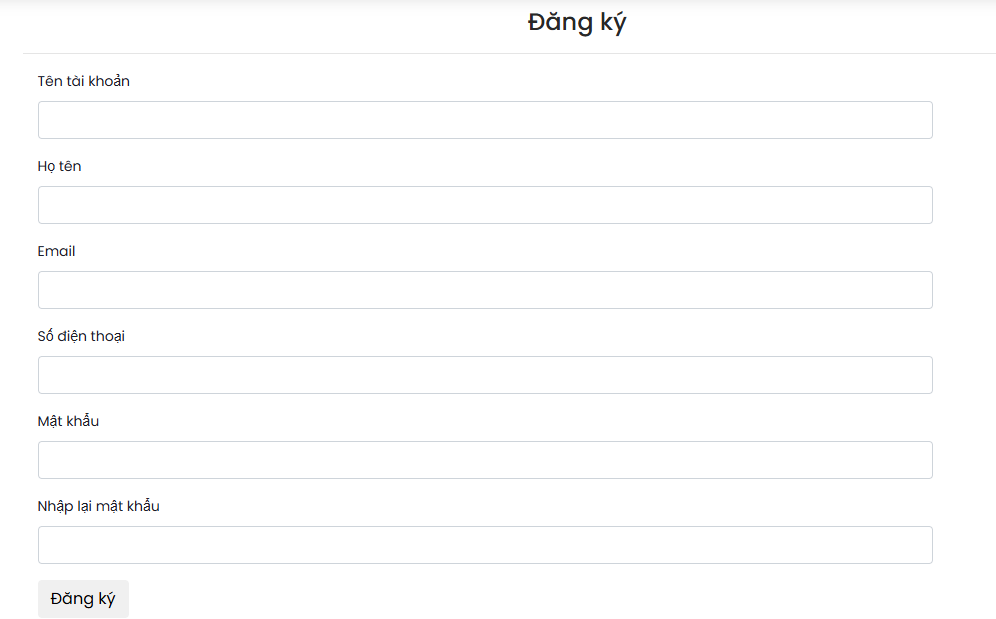 Đăng ký
Tên tài khoản
Họ tên
Email
Số điện thoại
Mật khẩu
Nhập lại mật khẩu
Đăng ký